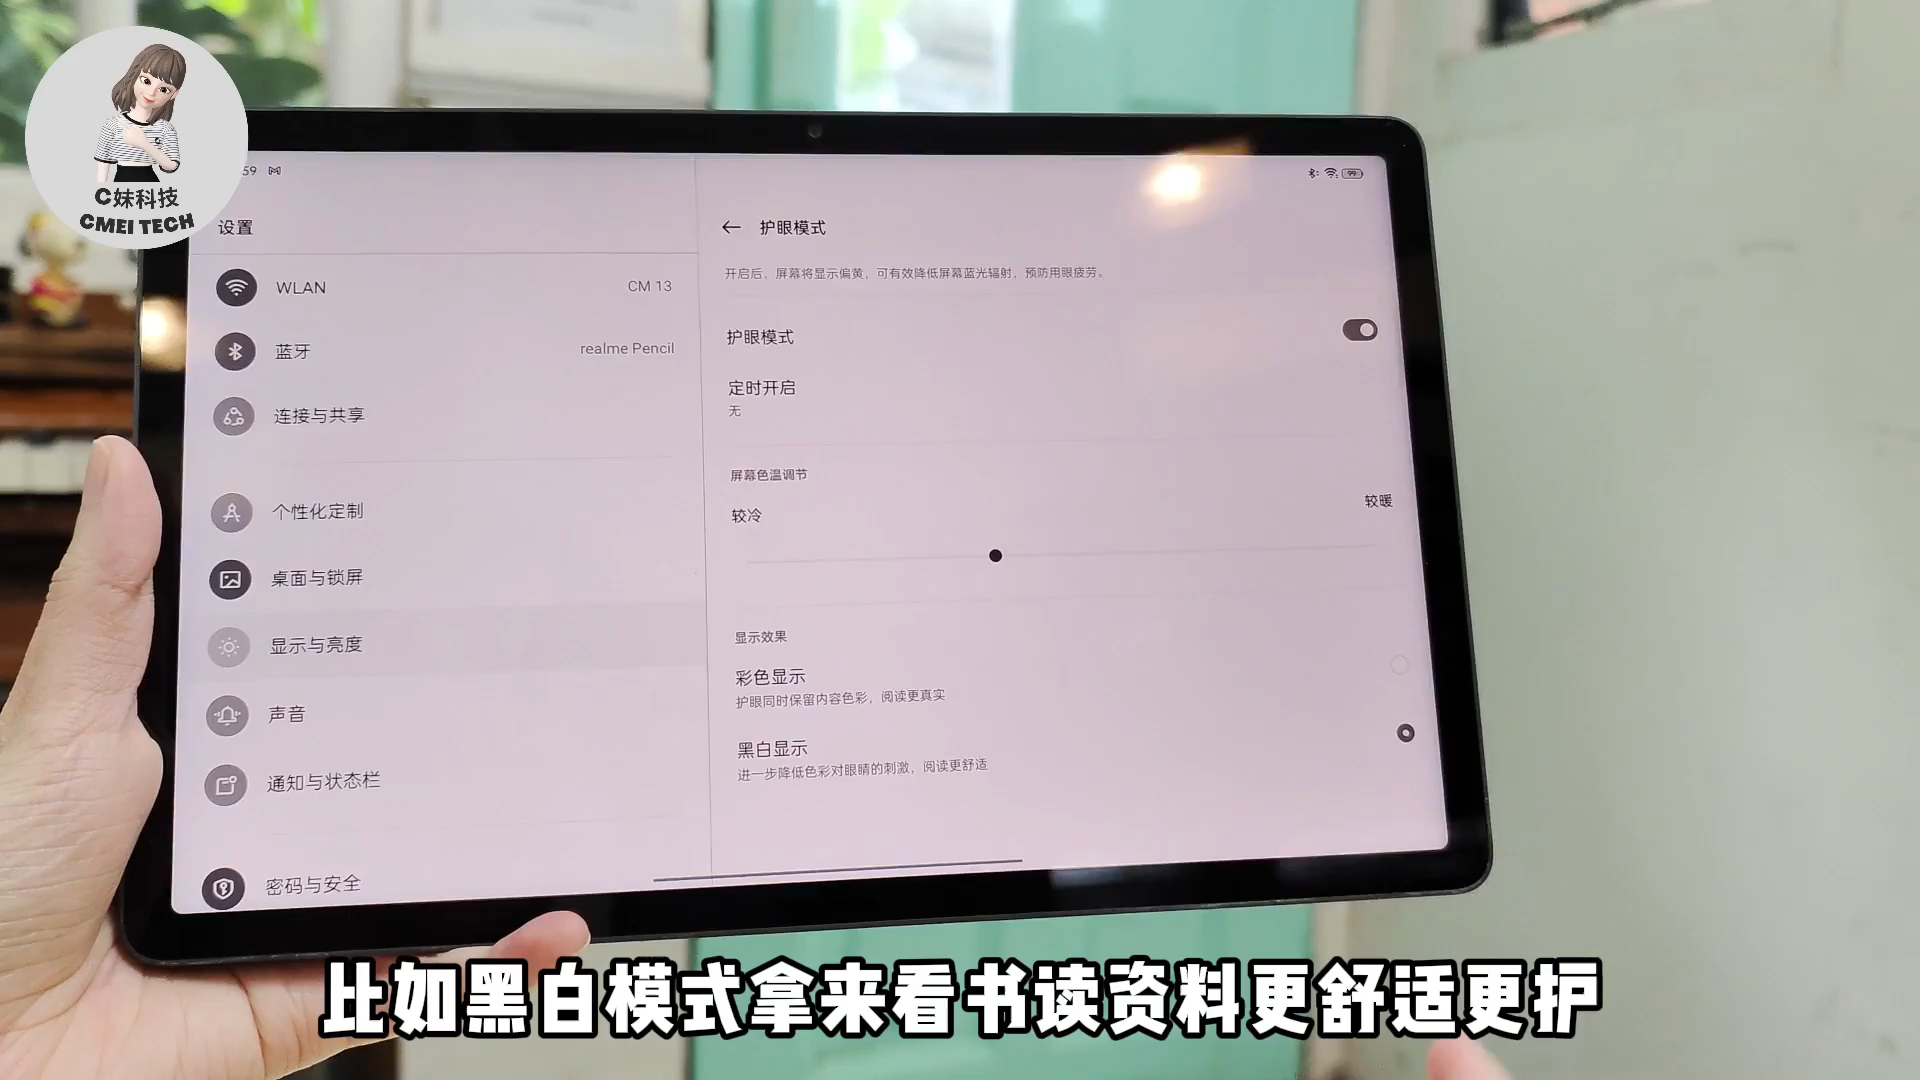 C妹科技
CMEI TECH
59
99
设置
WLAN
CM 13
蓝牙
realme Pencil
连接与共享
个性化定制
桌面与锁屏
显示与亮度
声音
通知与状态栏
密码与安全
护眼模式
开启后，屏幕将显示偏黄，可有效降低屏幕蓝光辐射，预防用眼疲劳。
护眼模式
定时开启
无
屏幕色温调节
较冷
较暖
显示效果
彩色显示
护眼同时保留内容色彩，阅读更真实
黑白显示
进一步降低色彩对眼睛的刺激，阅读更舒适
比如黑白模式拿来看书读资料更舒适更护